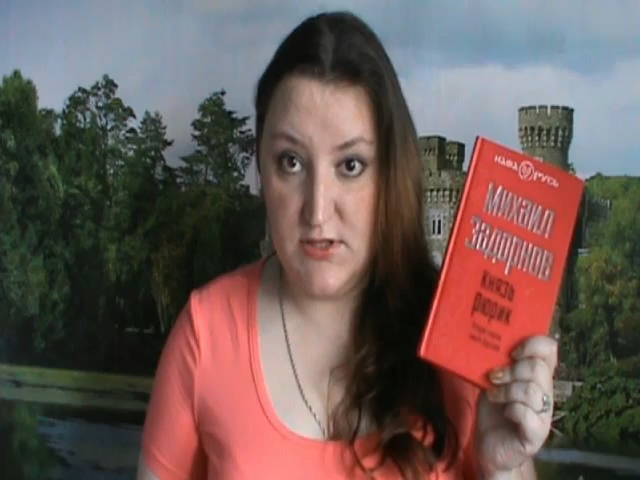 НАША РУСЬ
Михаил
Задорнов
Князь
Рюрик